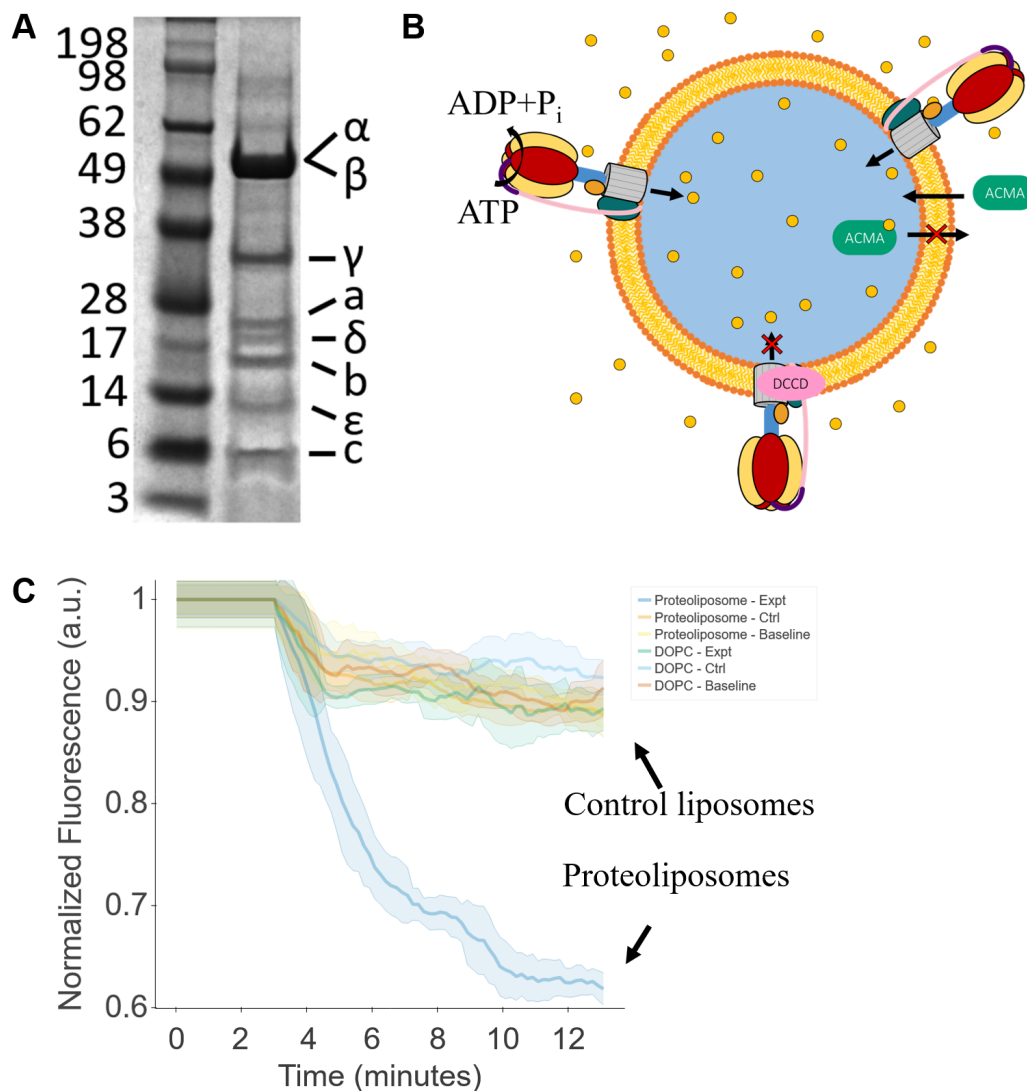 A
198
98
62
49
38
28
17
14
6
3
α
β
γ
a
δ
b
ε
c
B
ADP+Pi
ATP
ACMA
ACMA
DCCD
C
Normalized Fluorescence (a.u.)
1
0.9
0.8
0.7
0.6
0 2 4 6 8 10 12
Time (minutes)
Proteoliposome - Expt
Proteoliposome - Ctrl
Proteoliposome - Baseline
DOPC - Expt
DOPC - Ctrl
DOPC - Baseline
Control liposomes
Proteoliposomes